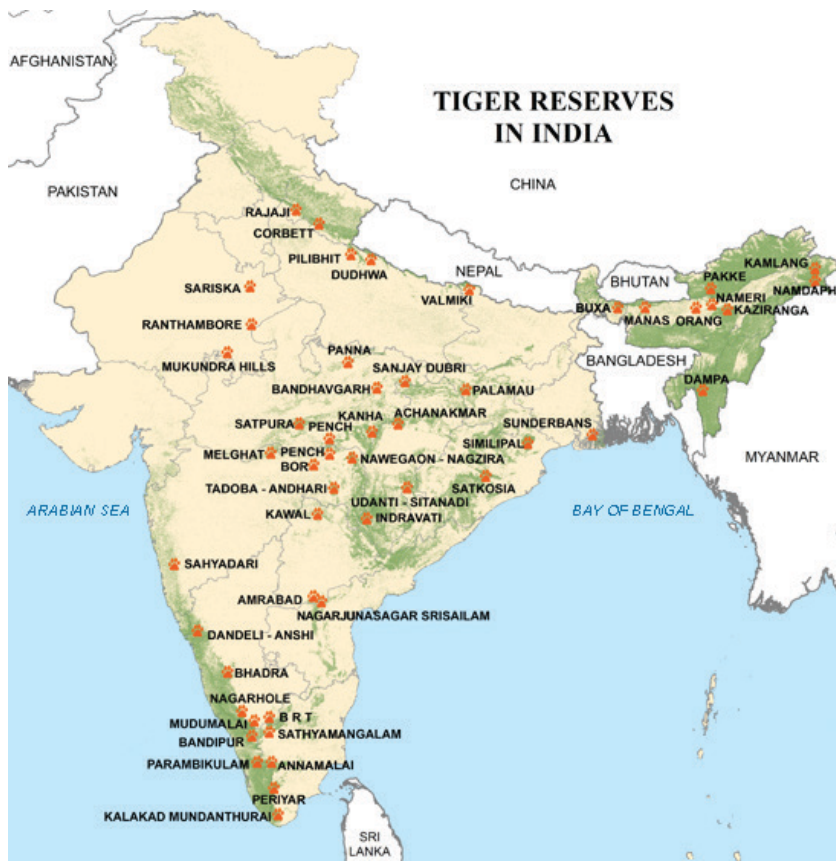 TIGER RESERVES
IN INDIA
AFGHANISTAN
PAKISTAN
CHINA
NEPAL
BHUTAN
BANGLADESH
MYANMAR
SRI
LANKA
ARABIAN SEA
BAY OF BENGAL
RAJAJI
CORBETT
PILIBHIT
DUDHWA
SARISKA
VALMIKI
RANTHAMBORE
MUKUNDRA HILLS
BUXA
MANAS
ORANG
PAKKE
NAMERI
KAZIRANGA
KAMLANG
NAMDAPH
DAMPA
PANNA
SANJAY DUBRI
BANDHAVGARH
PALAMAU
SATPURA
PENCH
KANHA
ACHANAKMAR
SUNDERBANS
SIMILIPAL
MELGHAT
PENCH
BOR
NAWEGAON - NAGZIRA
SATKOSIA
TADOBA - ANDHARI
UDANTI - SITANADI
KAWAL
INDRAVATI
SAHYADARI
AMRABAD
NAGARJUNASAGAR SRISAILAM
DANDELI - ANSHI
BHADRA
NAGARHOLE
B R T
MUDUMALAI
SATHYAMANGALAM
BANDIPUR
PARAMBIKULAM
ANNAMALAI
PERIYAR
KALAKAD MUNDANTHURAI